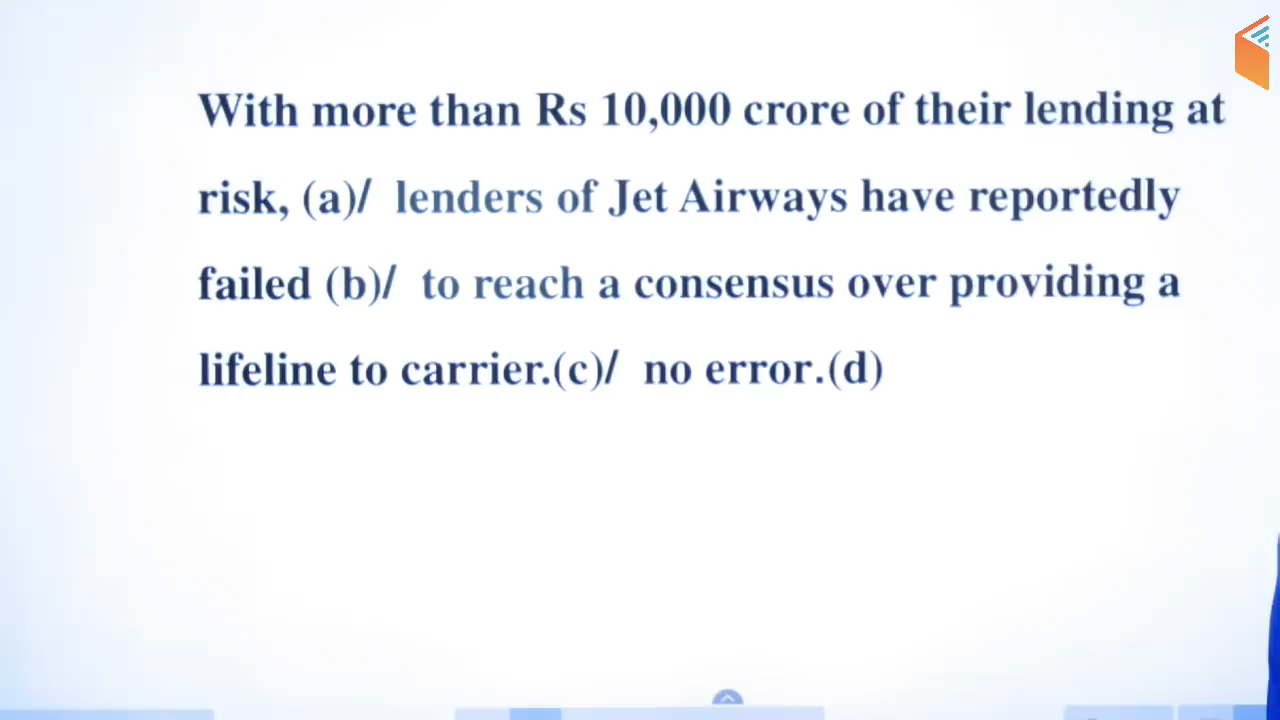 With more than Rs 10,000 crore of their lending at
risk, (a)/ lenders of Jet Airways have reportedly
failed (b)/ to reach a consensus over providing a
lifeline to carrier.(c)/ no error.(d)